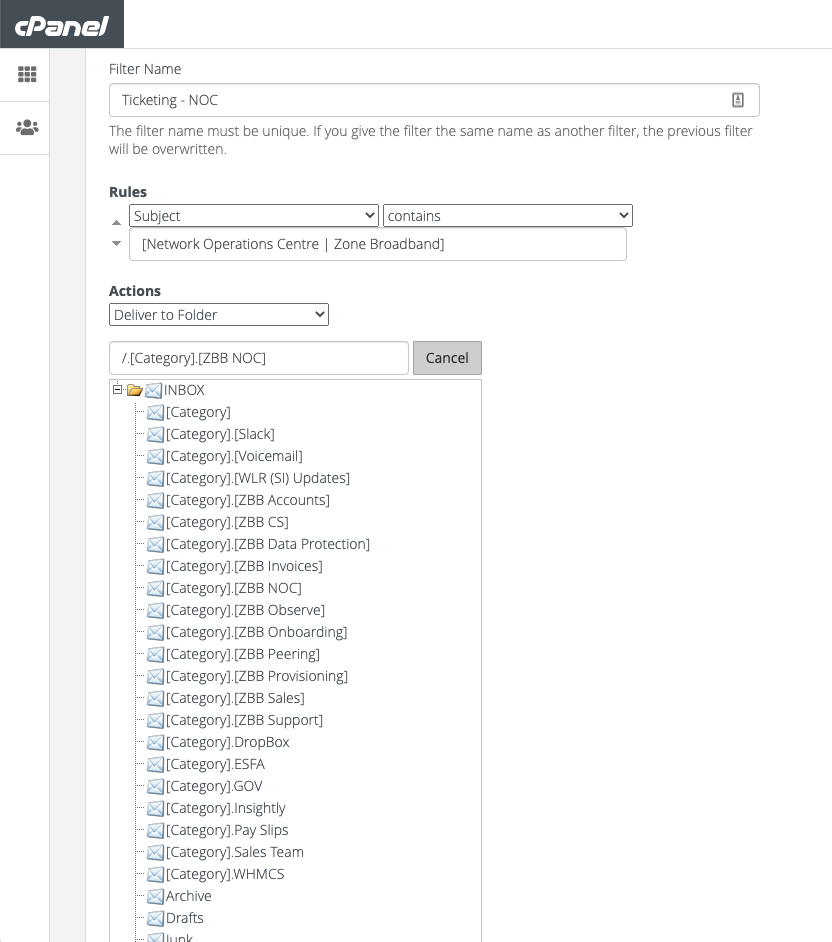 cPanel
Filter Name
Ticketing - NOC
The filter name must be unique. If you give the filter the same name as another filter, the previous filter
will be overwritten.
Rules
Subject contains
[Network Operations Centre | Zone Broadband]
Actions
Deliver to Folder
/.[Category].[ZBB NOC] Cancel
INBOX
[Category]
[Category].[Slack]
[Category].[Voicemail]
[Category].[WLR (SI) Updates]
[Category].[ZBB Accounts]
[Category].[ZBB CS]
[Category].[ZBB Data Protection]
[Category].[ZBB Invoices]
[Category].[ZBB NOC]
[Category].[ZBB Observe]
[Category].[ZBB Onboarding]
[Category].[ZBB Peering]
[Category].[ZBB Provisioning]
[Category].[ZBB Sales]
[Category].[ZBB Support]
[Category].DropBox
[Category].ESFA
[Category].GOV
[Category].Insightly
[Category].Pay Slips
[Category].Sales Team
[Category].WHMCS
Archive
Drafts
Junk